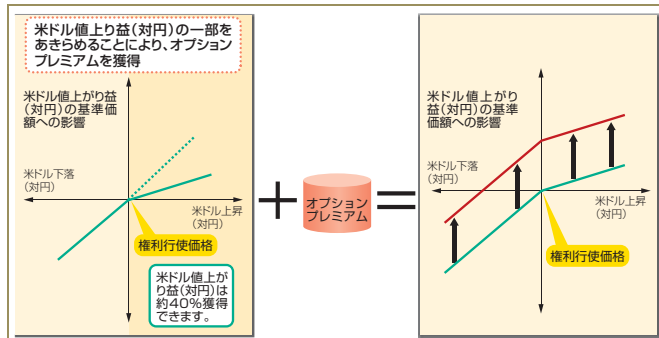 米ドル値上り益(対円)の一部を
あきらめることにより、オプション
プレミアムを獲得
米ドル値上がり益
(対円)の基準価
額への影響
米ドル下落
(対円)
米ドル上昇
(対円)
権利行使価格
米ドル値上が
り益(対円)は
約40%獲得
できます。
+
オプション
プレミアム
=
米ドル値上がり
益(対円)の基準
価額への影響
米ドル下落
(対円)
米ドル上昇
(対円)
権利行使価格